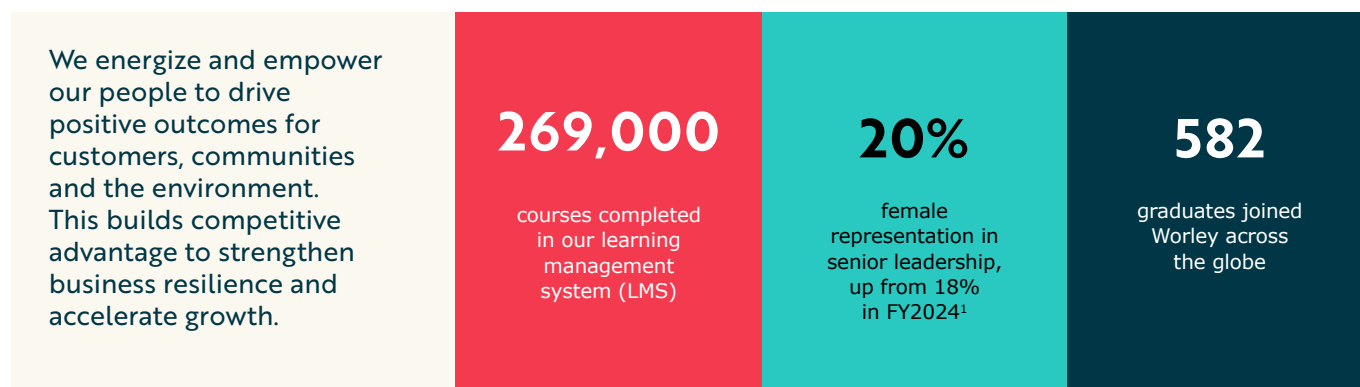 We energize and empower
our people to drive
positive outcomes for
customers, communities
and the environment.
This builds competitive
advantage to strengthen
business resilience and
accelerate growth.
269,000
courses completed
in our learning
management
system (LMS)
20%
female
representation in
senior leadership,
up from 18%
in FY2024¹
582
graduates joined
Worley across
the globe